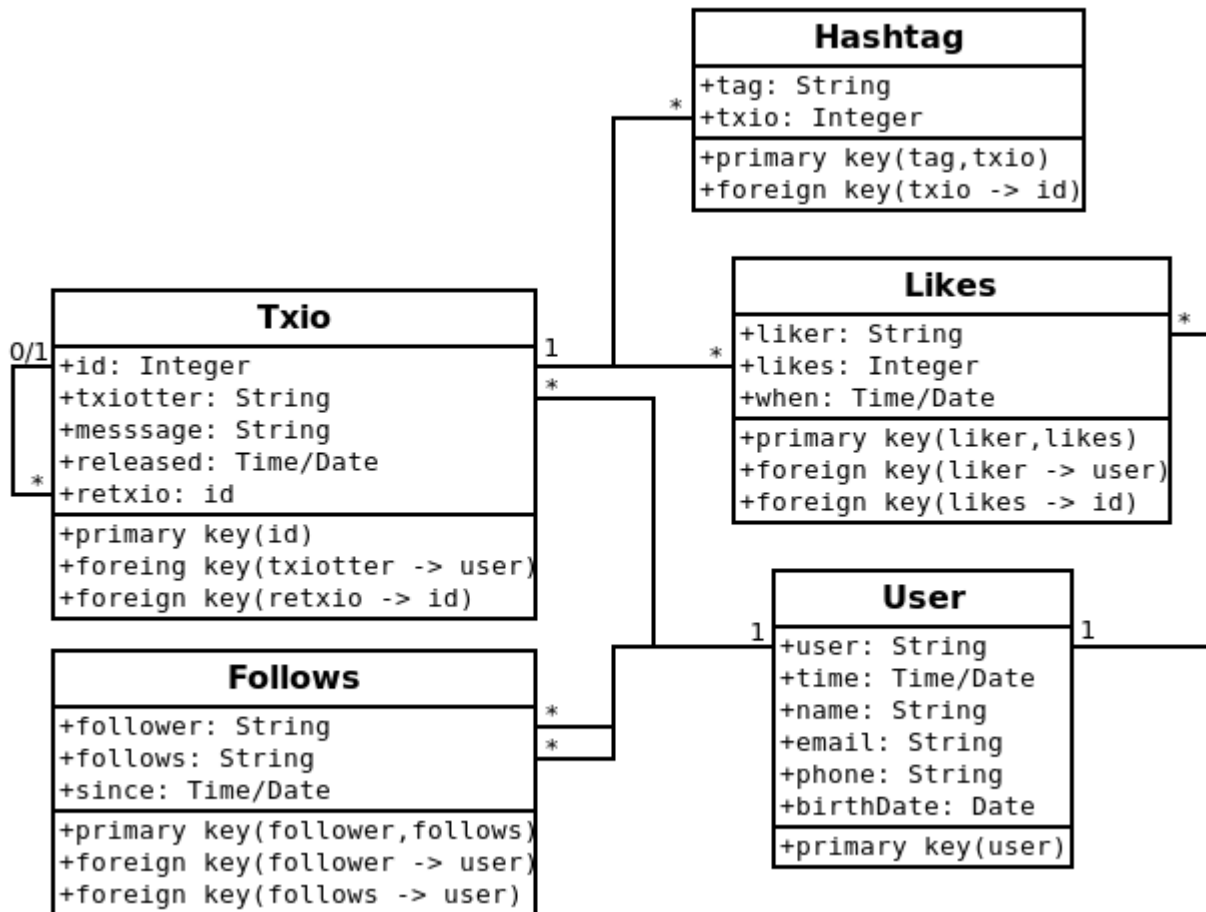 Hashtag
+tag: String
+txio: Integer
+primary key(tag,txio)
+foreign key(txio -> id)
*
Likes
+liker: String
+likes: Integer
+when: Time/Date
+primary key(liker,likes)
+foreign key(liker -> user)
+foreign key(likes -> id)
*
*
Txio
+id: Integer
+txiotter: String
+messsage: String
+released: Time/Date
+retxio: id
+primary key(id)
+foreing key(txiotter -> user)
+foreign key(retxio -> id)
0/1
*
1
*
User
+user: String
+time: Time/Date
+name: String
+email: String
+phone: String
+birthDate: Date
+primary key(user)
1
1
Follows
+follower: String
+follows: String
+since: Time/Date
+primary key(follower,follows)
+foreign key(follower -> user)
+foreign key(follows -> user)
*
*